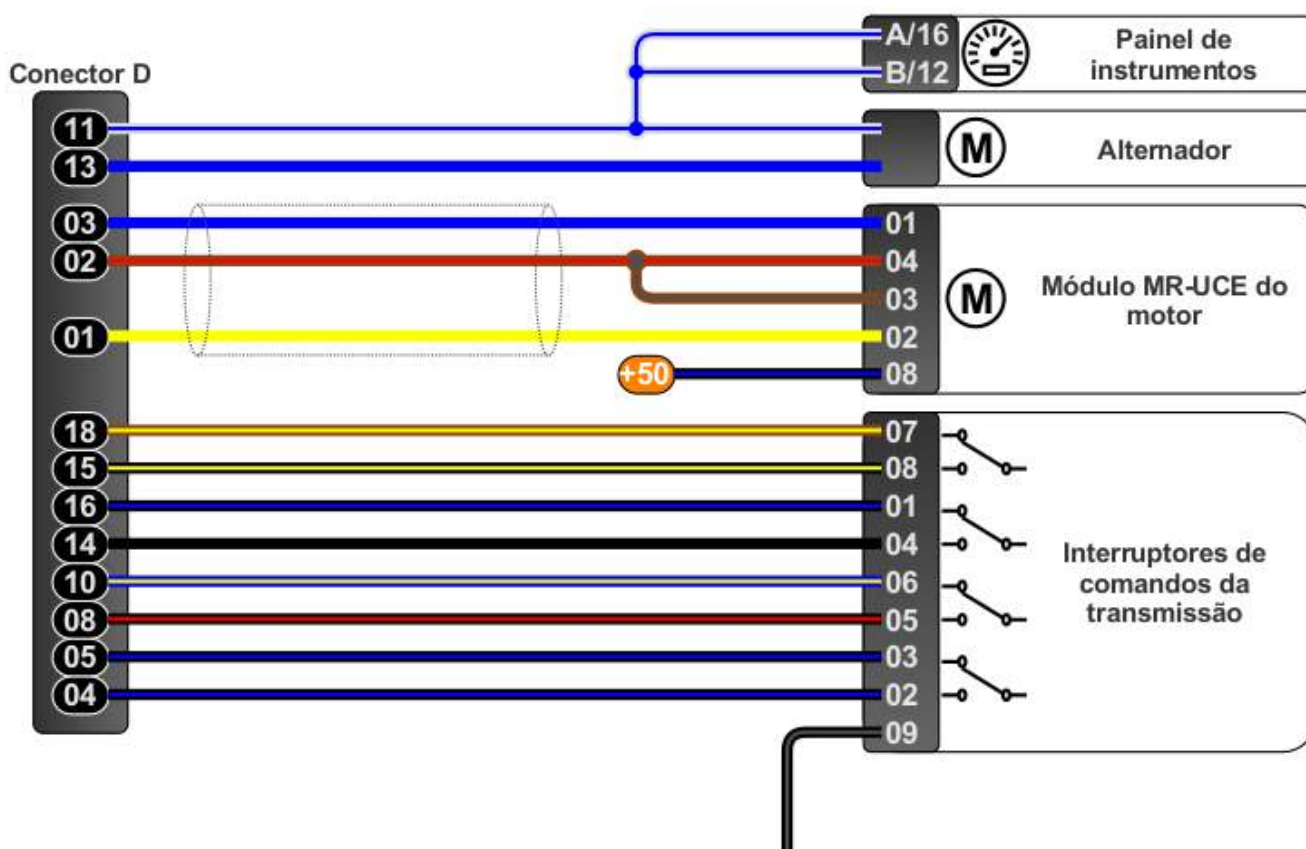 A/16
Painel de
instrumentos
B/12
Conector D
11
13
M
Alternador
03
02
01
01
04
03
02
08
+50
M
Módulo MR-UCE do
motor
18
15
16
14
10
08
05
04
07
08
01
04
06
05
03
02
09
Interruptores de
comandos da
transmissão